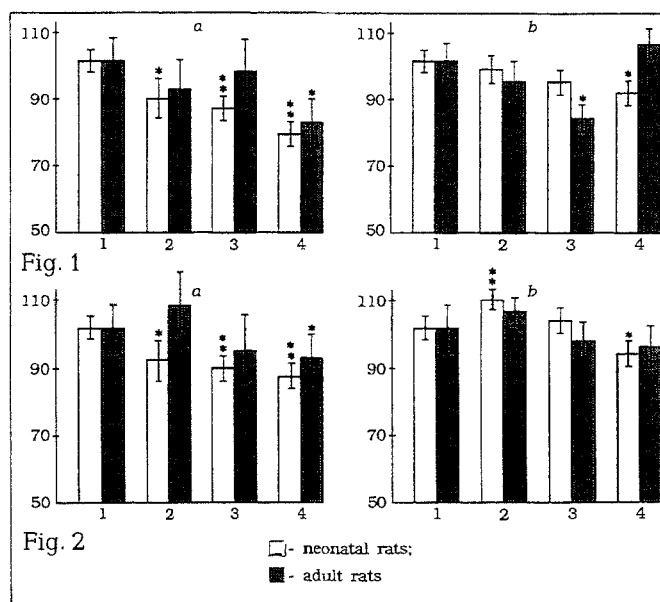 a b
110 110
90 90
70 70
50 50
1 2 3 4 1 2 3 4
* ** ** * * *
Fig. 1
a b
110 110
90 90
70 70
50 50
1 2 3 4 1 2 3 4
* ** ** * ** *
Fig. 2
- neonatal rats;
- adult rats